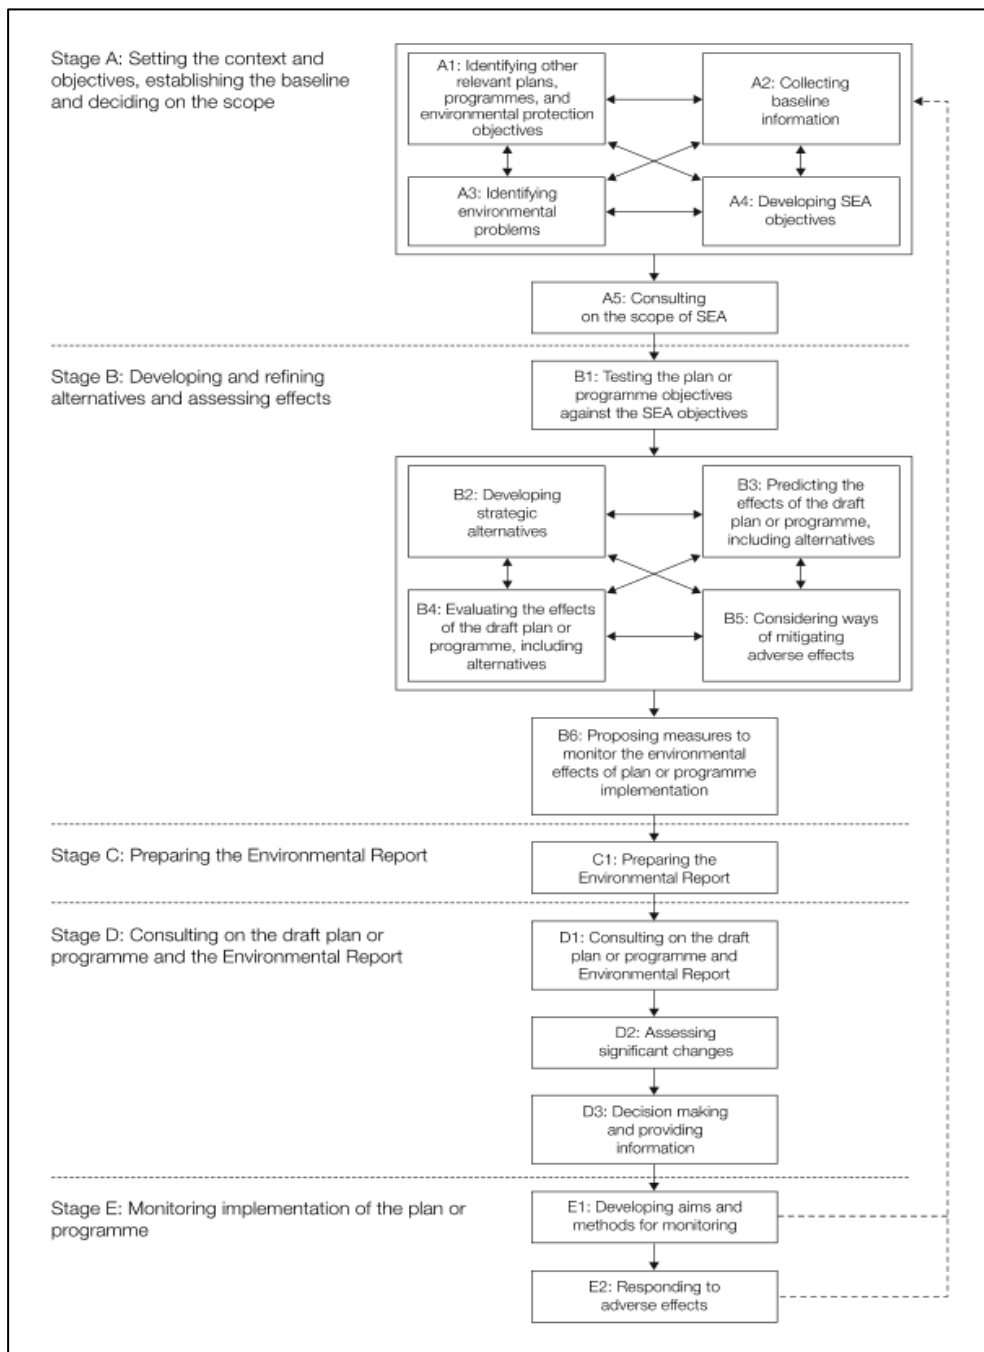 Stage A: Setting the context and
objectives, establishing the baseline
and deciding on the scope
A1: Identifying other
relevant plans,
programmes, and
environmental protection
objectives
A2: Collecting
baseline
information
A3: Identifying
environmental
problems
A4: Developing SEA
objectives
A5: Consulting
on the scope of SEA
Stage B: Developing and refining
alternatives and assessing effects
B1: Testing the plan or
programme objectives
against the SEA objectives
B2: Developing
strategic
alternatives
B3: Predicting the
effects of the draft
plan or programme,
including alternatives
B4: Evaluating the effects
of the draft plan or
programme, including
alternatives
B5: Considering ways
of mitigating
adverse effects
B6: Proposing measures to
monitor the environmental
effects of plan or programme
implementation
Stage C: Preparing the Environmental Report
C1: Preparing the
Environmental Report
Stage D: Consulting on the draft plan or
programme and the Environmental Report
D1: Consulting on the draft
plan or programme and
Environmental Report
D2: Assessing
significant changes
D3: Decision making
and providing
information
Stage E: Monitoring implementation of the plan or
programme
E1: Developing aims and
methods for monitoring
E2: Responding to
adverse effects